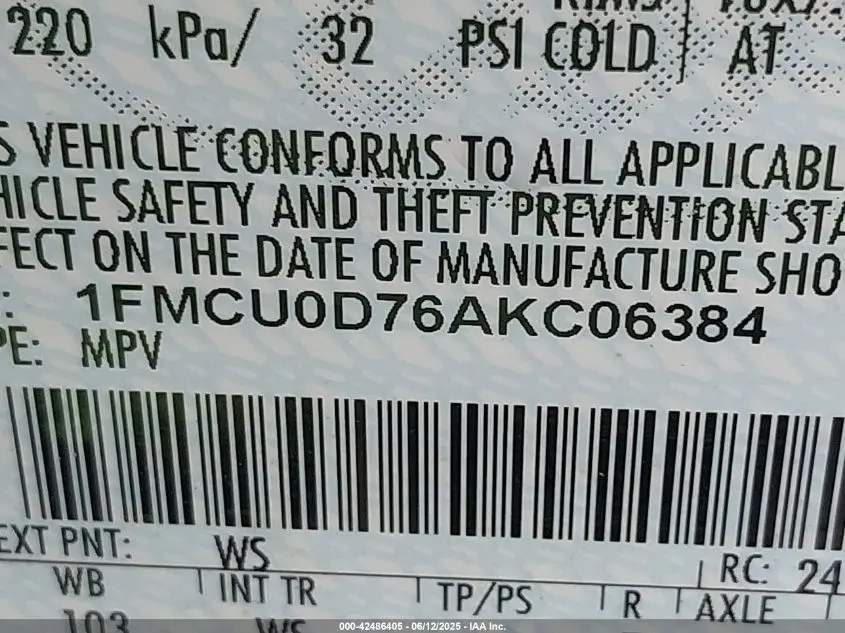 220 kPa/ 32 PSI COLD AT
S VEHICLE CONFORMS TO ALL APPLICABL
HICLE SAFETY AND THEFT PREVENTION STA
FECT ON THE DATE OF MANUFACTURE SHO
: 1FMCU0D76AKC06384
PE: MPV
EXT PNT: WS RC: 24
WB INT TR TP/PS R AXLE
103 WS
000-42486405 - 06/12/2025 - IAA Inc.